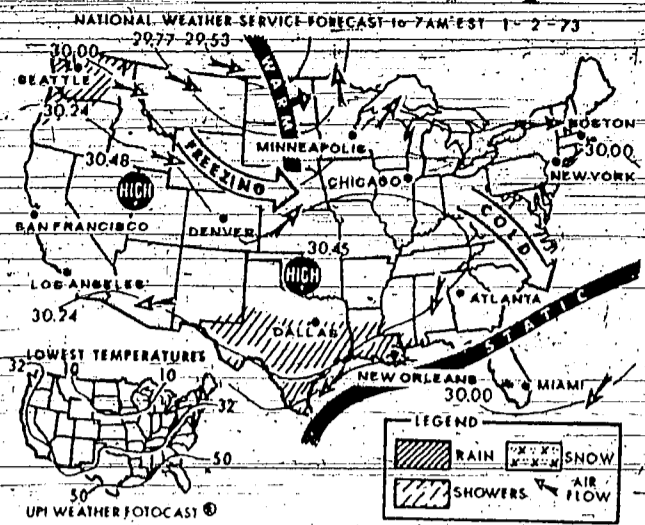 NATIONAL WEATHER SERVICE FORECAST to 7AM EST 1-2-73
30.00
29.77 29.53
SEATTLE
30.24
WARM
MINNEAPOLIS
BOSTON
30.00
30.48
FREEZING
NEW YORK
HIGH
CHICAGO
COLD
SAN FRANCISCO
DENVER
30.45
HIGH
LOS ANGELES
ATLANTA
30.24
DALLAS
STATIC
LOWEST TEMPERATURES
32
10
10
32
NEW ORLEANS
30.00
MIAMI
50
50
LEGEND
RAIN
SNOW
SHOWERS
AIR
FLOW
UPI WEATHER FOTOCAST ®